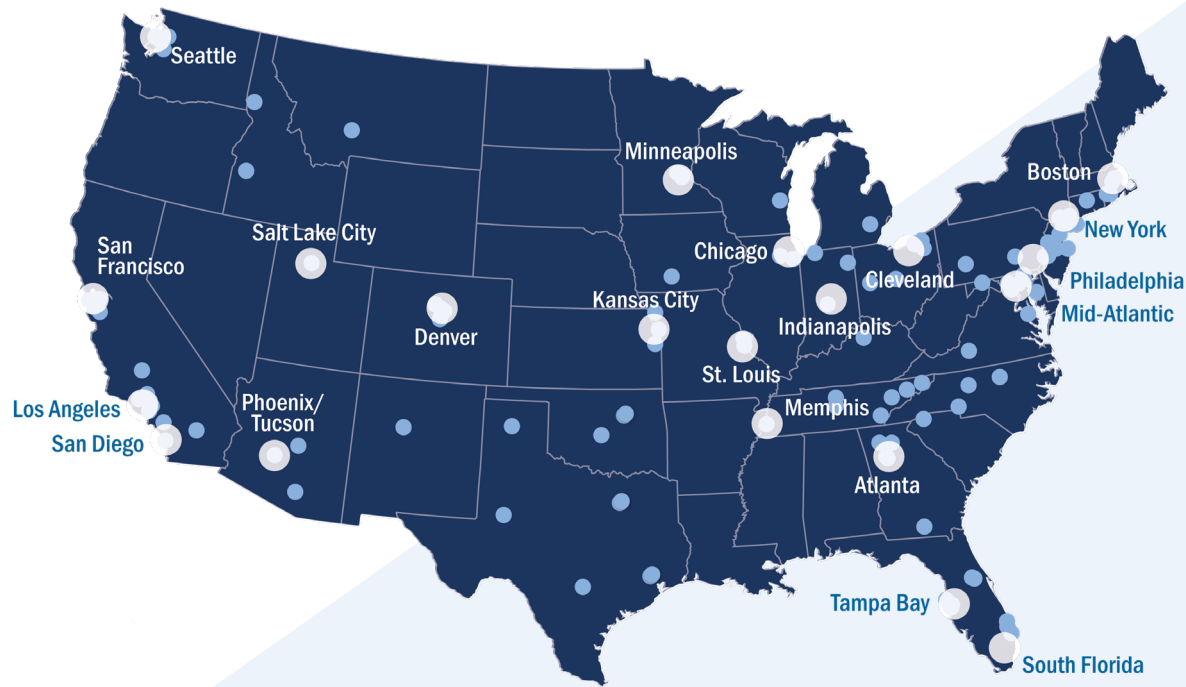 Seattle
Minneapolis
Boston
Salt Lake City
New York
San
Francisco
Chicago
Cleveland
Philadelphia
Kansas City
Mid-Atlantic
Denver
Indianapolis
St. Louis
Los Angeles
Phoenix/
Tucson
Memphis
San Diego
Atlanta
Tampa Bay
South Florida